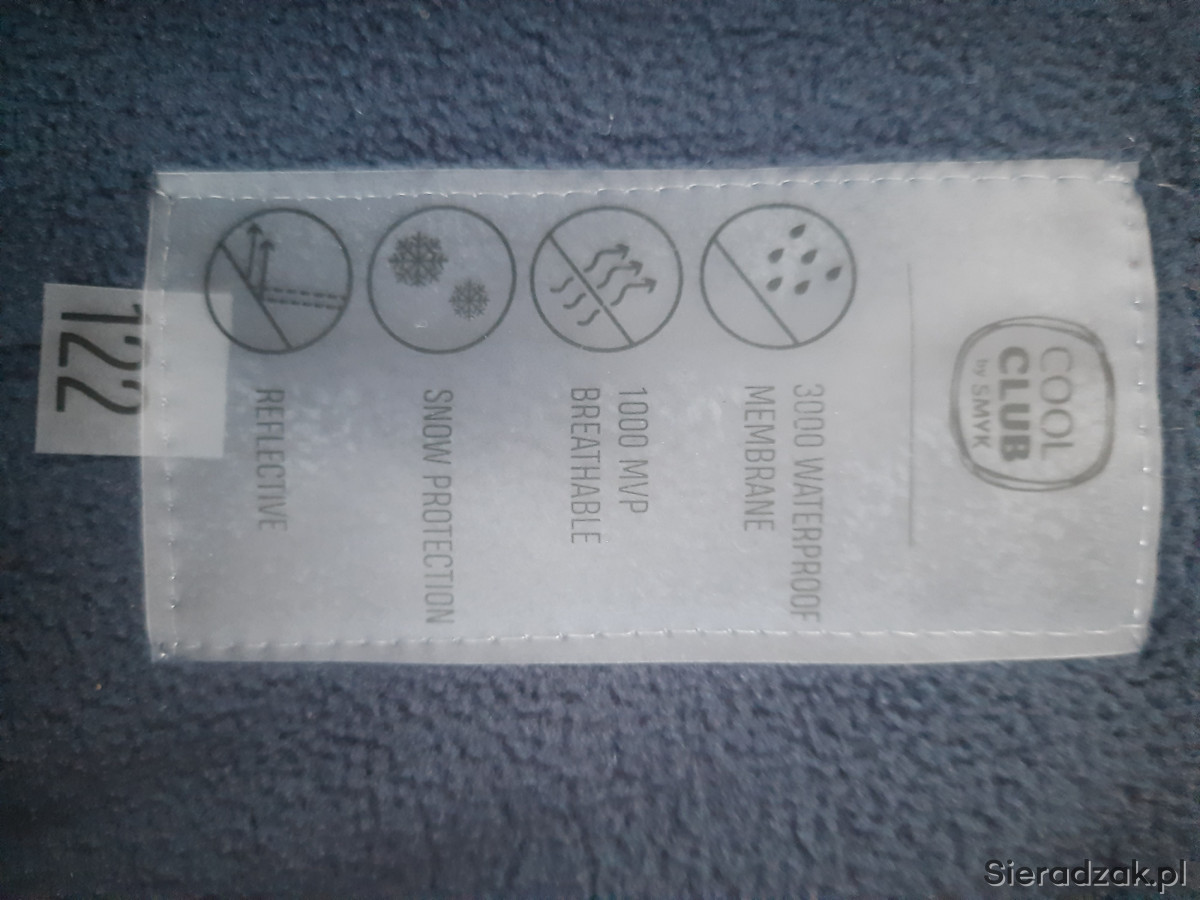 COOL
CLUB
by SMYK
3000 WATERPROOF
MEMBRANE
1000 MVP
BREATHABLE
SNOW PROTECTION
REFLECTIVE
122
Sieradzak.pl